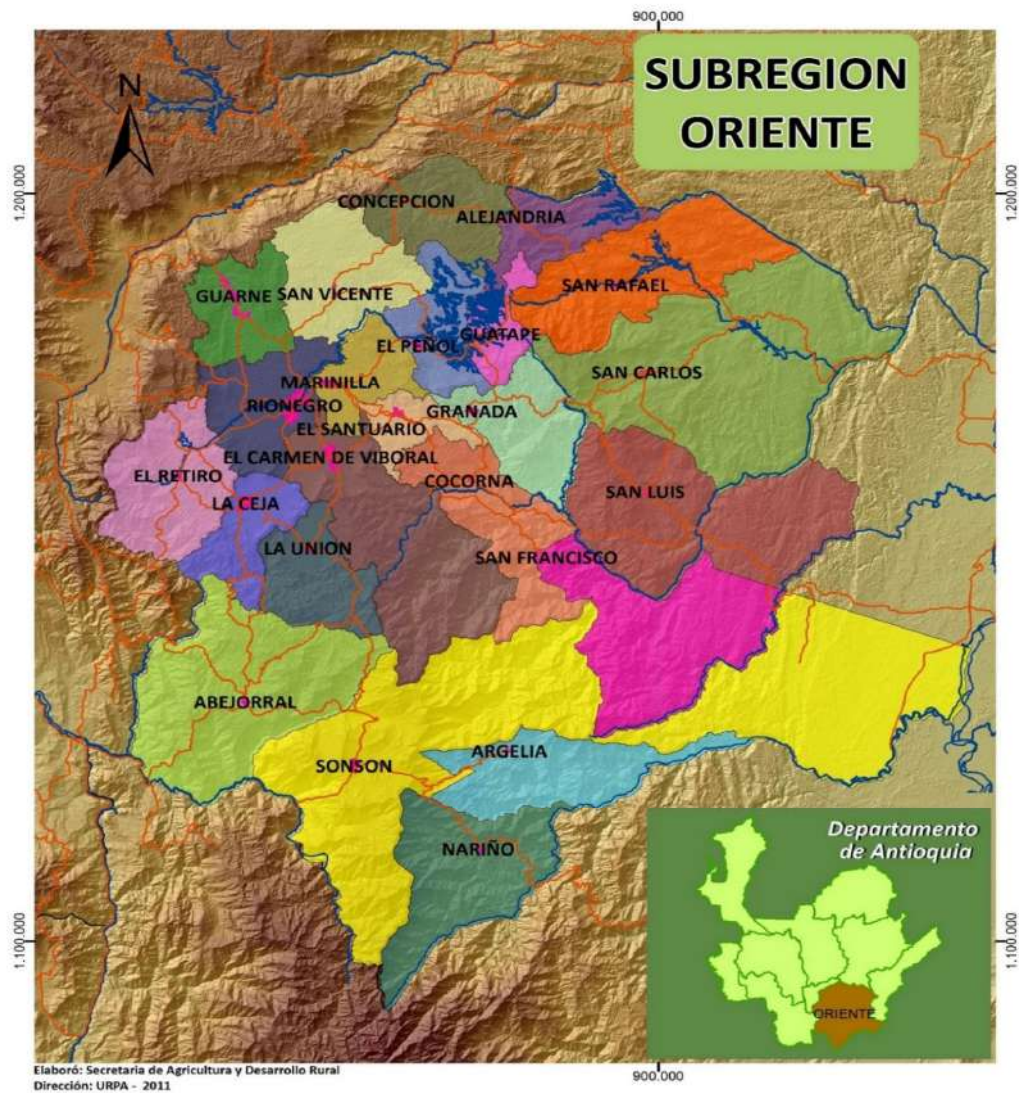 900.000
SUBREGION
ORIENTE
N
1.200.000
1.200.000
CONCEPCION
ALEJANDRIA
GUARNE
SAN VICENTE
SAN RAFAEL
EL PEÑOL
GUATAPE
SAN CARLOS
MARINILLA
RIONEGRO
GRANADA
EL SANTUARIO
EL CARMEN DE VIBORAL
EL RETIRO
COCORNA
SAN LUIS
LA CEJA
LA UNION
SAN FRANCISCO
ABEJORRAL
ARGELIA
SONSON
NARIÑO
Departamento
de Antioquia
ORIENTE
1.100.000
1.100.000
Elaboró: Secretaria de Agricultura y Desarrollo Rural
Dirección: URPA - 2011
900.000